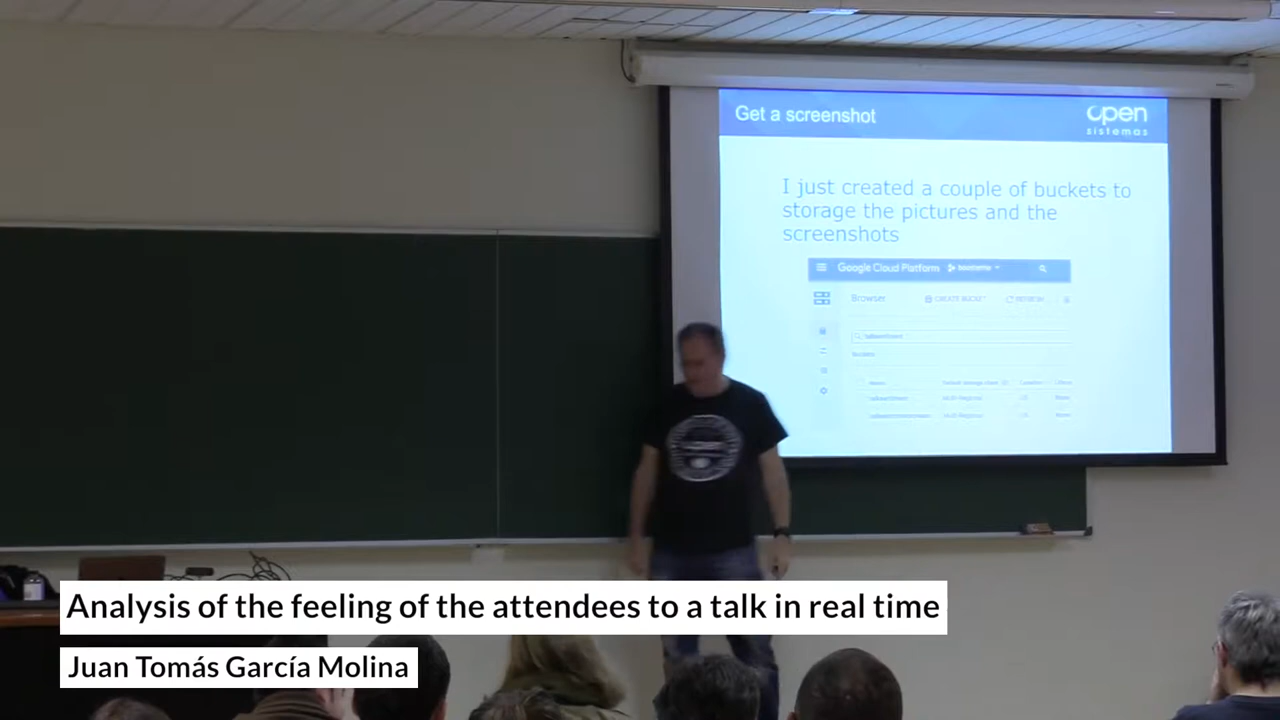 Get a screenshot
open
sistemas
I just created a couple of buckets to
storage the pictures and the
screenshots
Google Cloud Platform
Browser
CREATE BUCKET
REFRESH
Analysis of the feeling of the attendees to a talk in real time
Juan Tomás García Molina